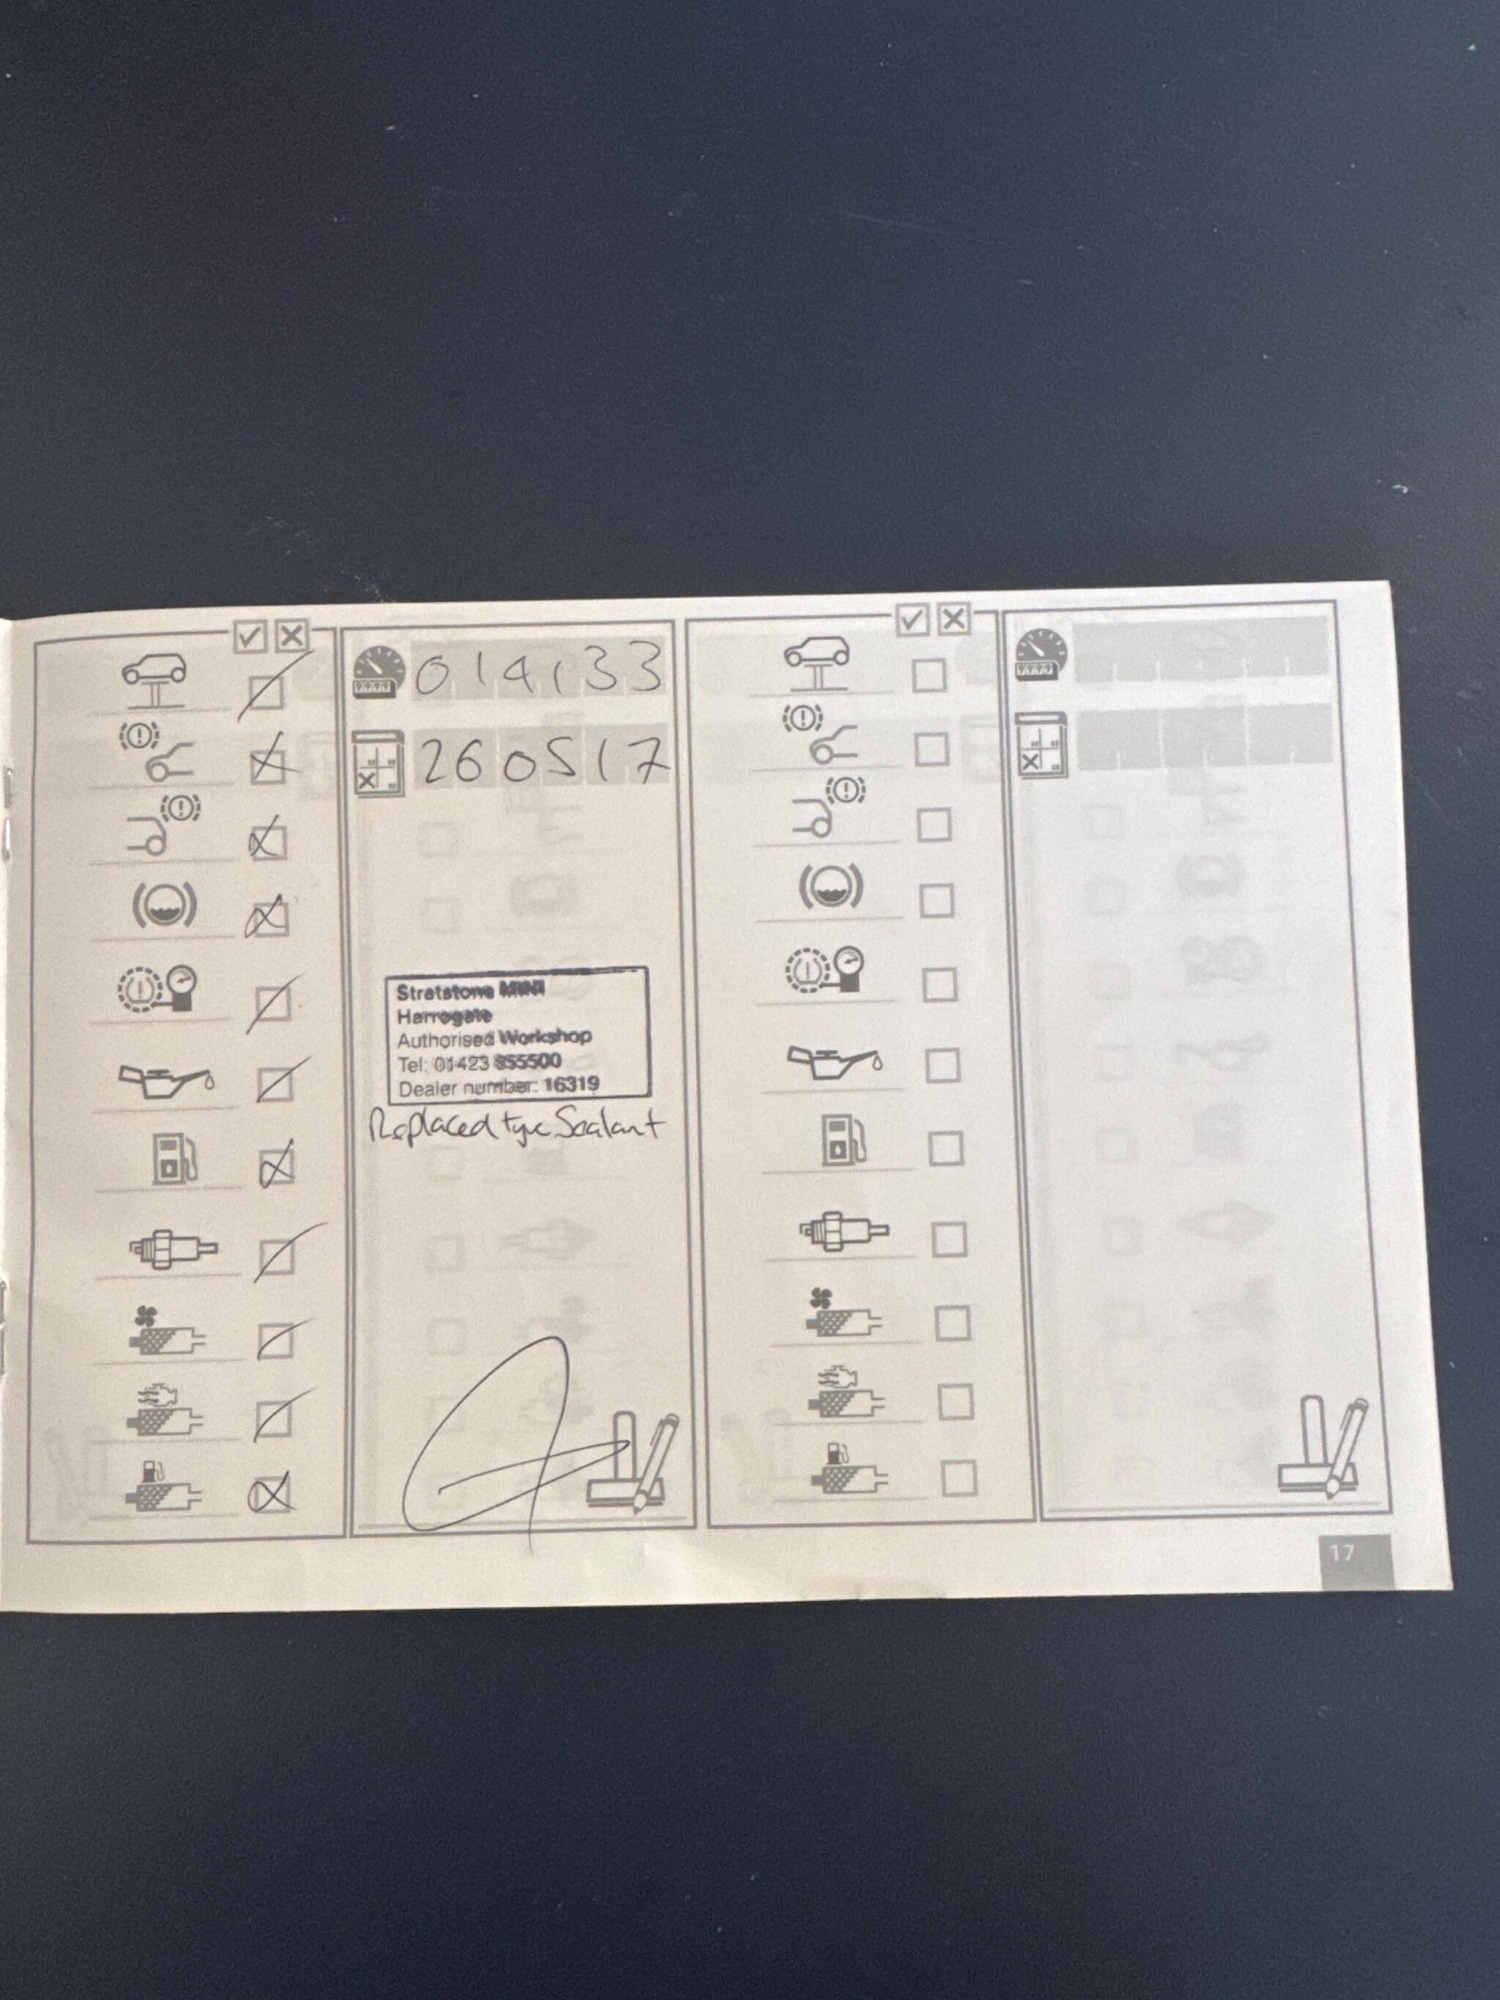 014133
260517
Stratstone MINI
Harrogate
Authorised Workshop
Tel: 01423 855500
Dealer number: 16319
Replaced tyre Sealant
17